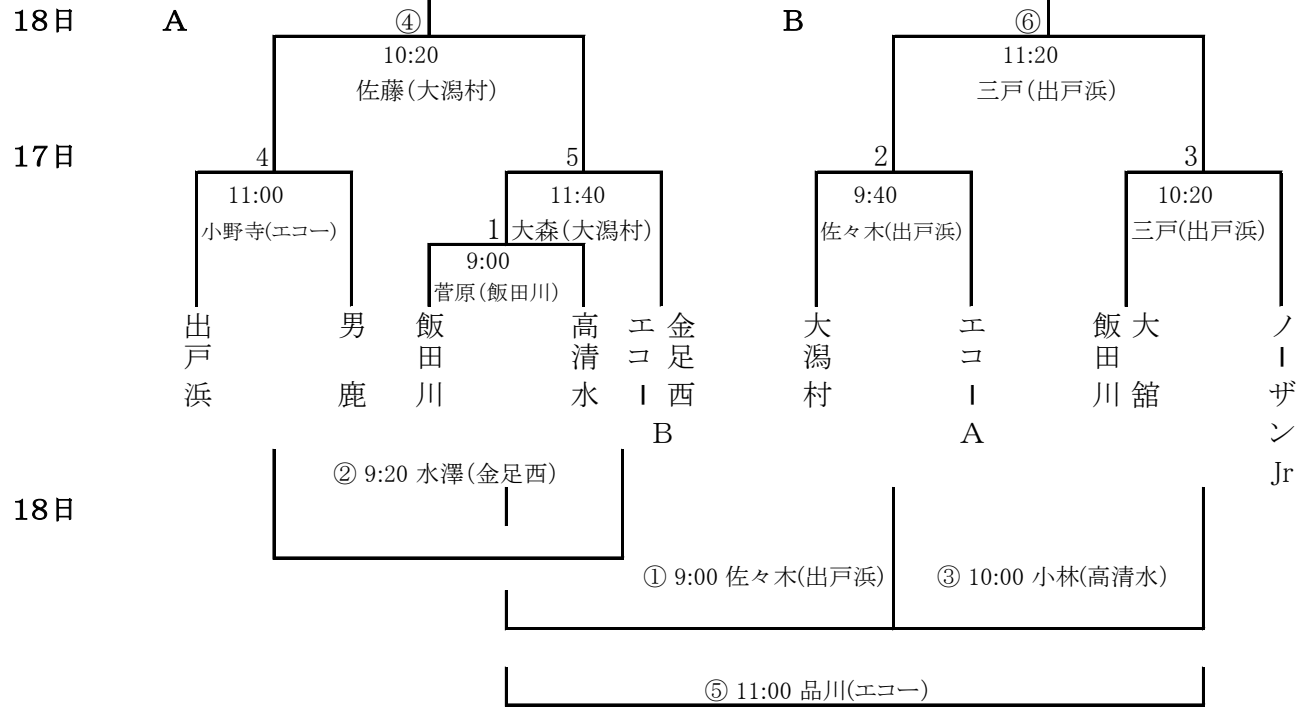 18日 A ④ B ⑥
10:20 11:20
佐藤(大潟村) 三戸(出戸浜)
17日 4 5 2 3
11:00 11:40 9:40 10:20
小野寺(エコー) 1 大森(大潟村) 佐々木(出戸浜) 三戸(出戸浜)
9:00
菅原(飯田川)
出戸浜
男鹿
飯田川
高清水
エコー
金足西
B
大潟村
エコーA
飯田川
大舘
ノーザンJr
② 9:20 水澤(金足西)
18日
① 9:00 佐々木(出戸浜) ③ 10:00 小林(高清水)
⑤ 11:00 品川(エコー)